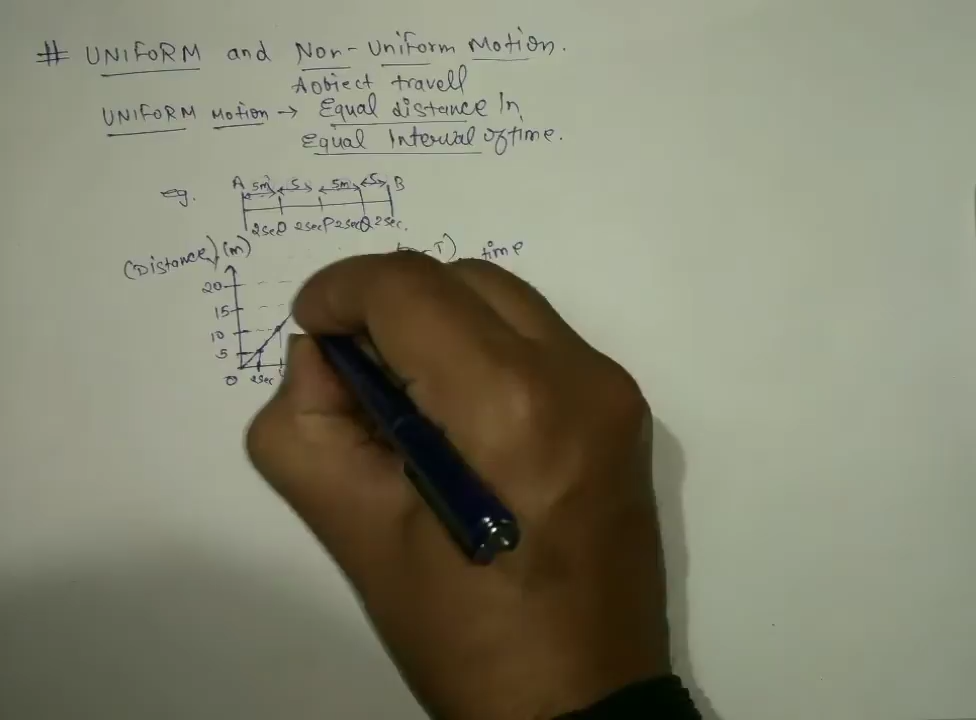 # UNIFORM and Non-Uniform Motion.
Aobject travell
UNIFORM Motion → Equal distance In
Equal Interval of time.
eg. A 5m 5 5m 5 B
2sec 2sec P 2sec Q 2sec.
(Distance) (m) time
20
15
10
5
0 2sec